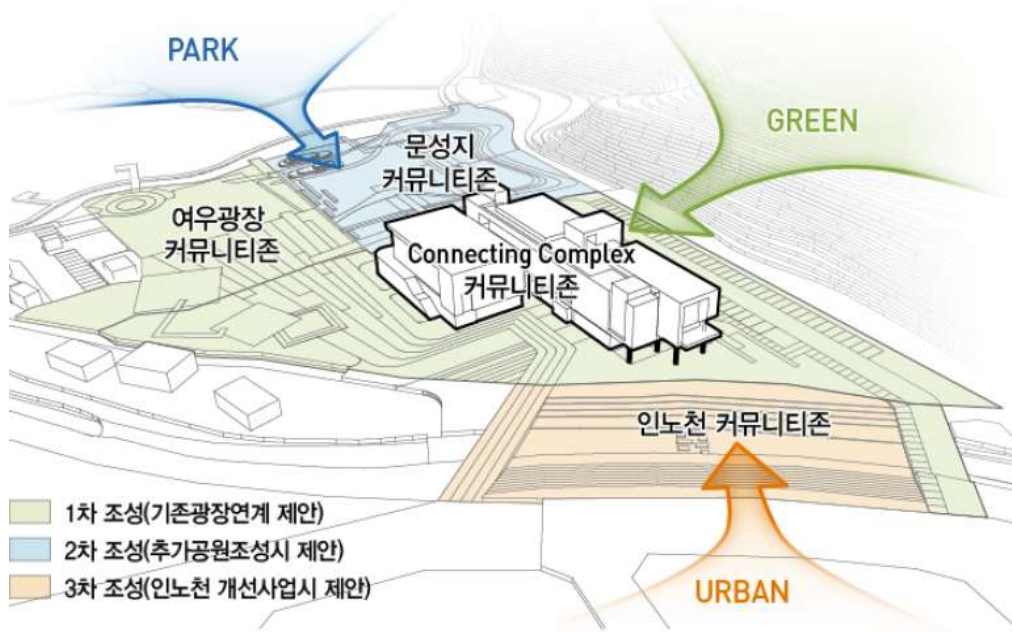 PARK
GREEN
문성지
커뮤니티존
여우광장
커뮤니티존
Connecting Complex
커뮤니티존
인노천 커뮤니티존
1차 조성(기존광장연계 제안)
2차 조성(추가공원조성시 제안)
3차 조성(인노천 개선사업시 제안)
URBAN